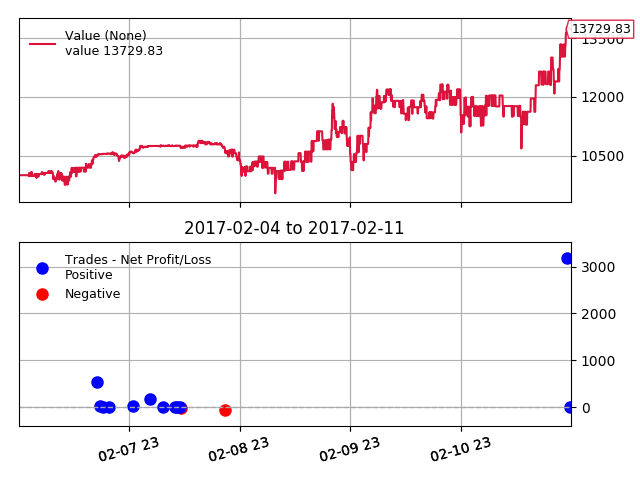 Value (None)
value 13729.83
13729.83
13500
12000
10500
2017-02-04 to 2017-02-11
Trades - Net Profit/Loss
Positive
Negative
3000
2000
1000
0
02-07 23
02-08 23
02-09 23
02-10 23